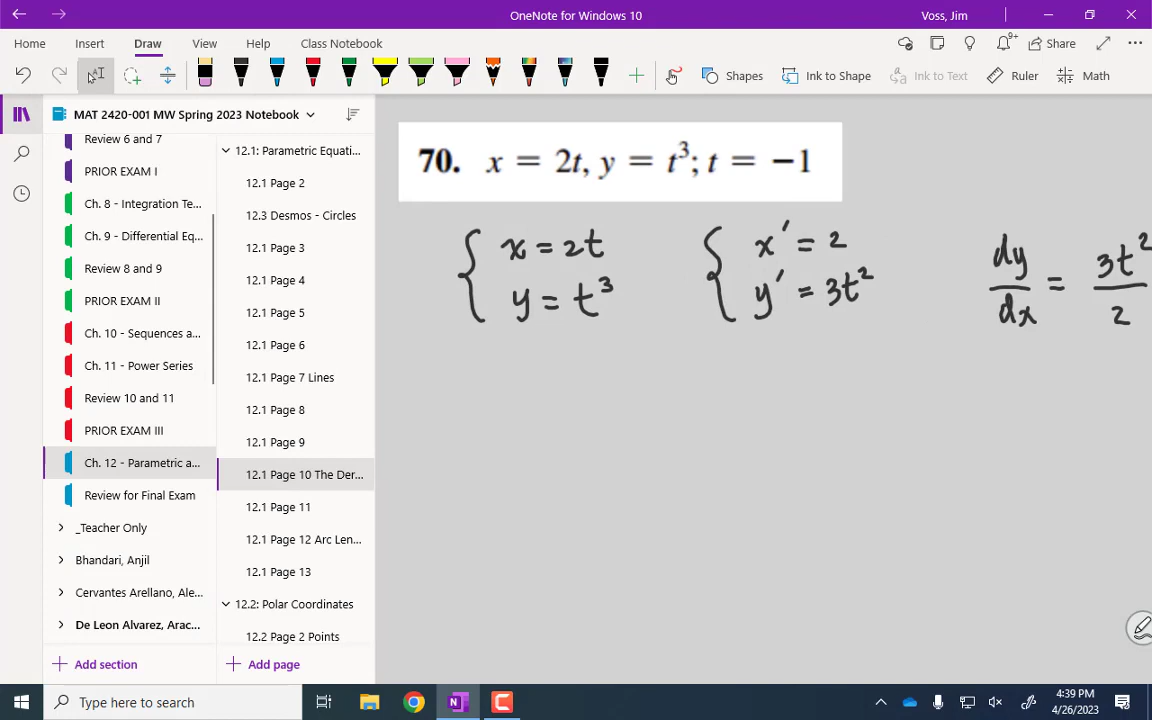 OneNote for Windows 10
Voss, Jim
Home Insert Draw View Help Class Notebook
9+
Share
Shapes Ink to Shape Ink to Text Ruler Math
MAT 2420-001 MW Spring 2023 Notebook
Review 6 and 7
PRIOR EXAM I
Ch. 8 - Integration Te...
Ch. 9 - Differential Eq...
Review 8 and 9
PRIOR EXAM II
Ch. 10 - Sequences a...
Ch. 11 - Power Series
Review 10 and 11
PRIOR EXAM III
Ch. 12 - Parametric a...
Review for Final Exam
_Teacher Only
Bhandari, Anjil
Cervantes Arellano, Ale...
De Leon Alvarez, Arac...
Add section
12.1: Parametric Equati...
12.1 Page 2
12.3 Desmos - Circles
12.1 Page 3
12.1 Page 4
12.1 Page 5
12.1 Page 6
12.1 Page 7 Lines
12.1 Page 8
12.1 Page 9
12.1 Page 10 The Der...
12.1 Page 11
12.1 Page 12 Arc Len...
12.1 Page 13
12.2: Polar Coordinates
12.2 Page 2 Points
Add page
70. x = 2t, y = t³; t = −1
x = 2t
y = t³
x' = 2
y' = 3t²
dy/dx = 3t²/2
Type here to search
4:39 PM
4/26/2023